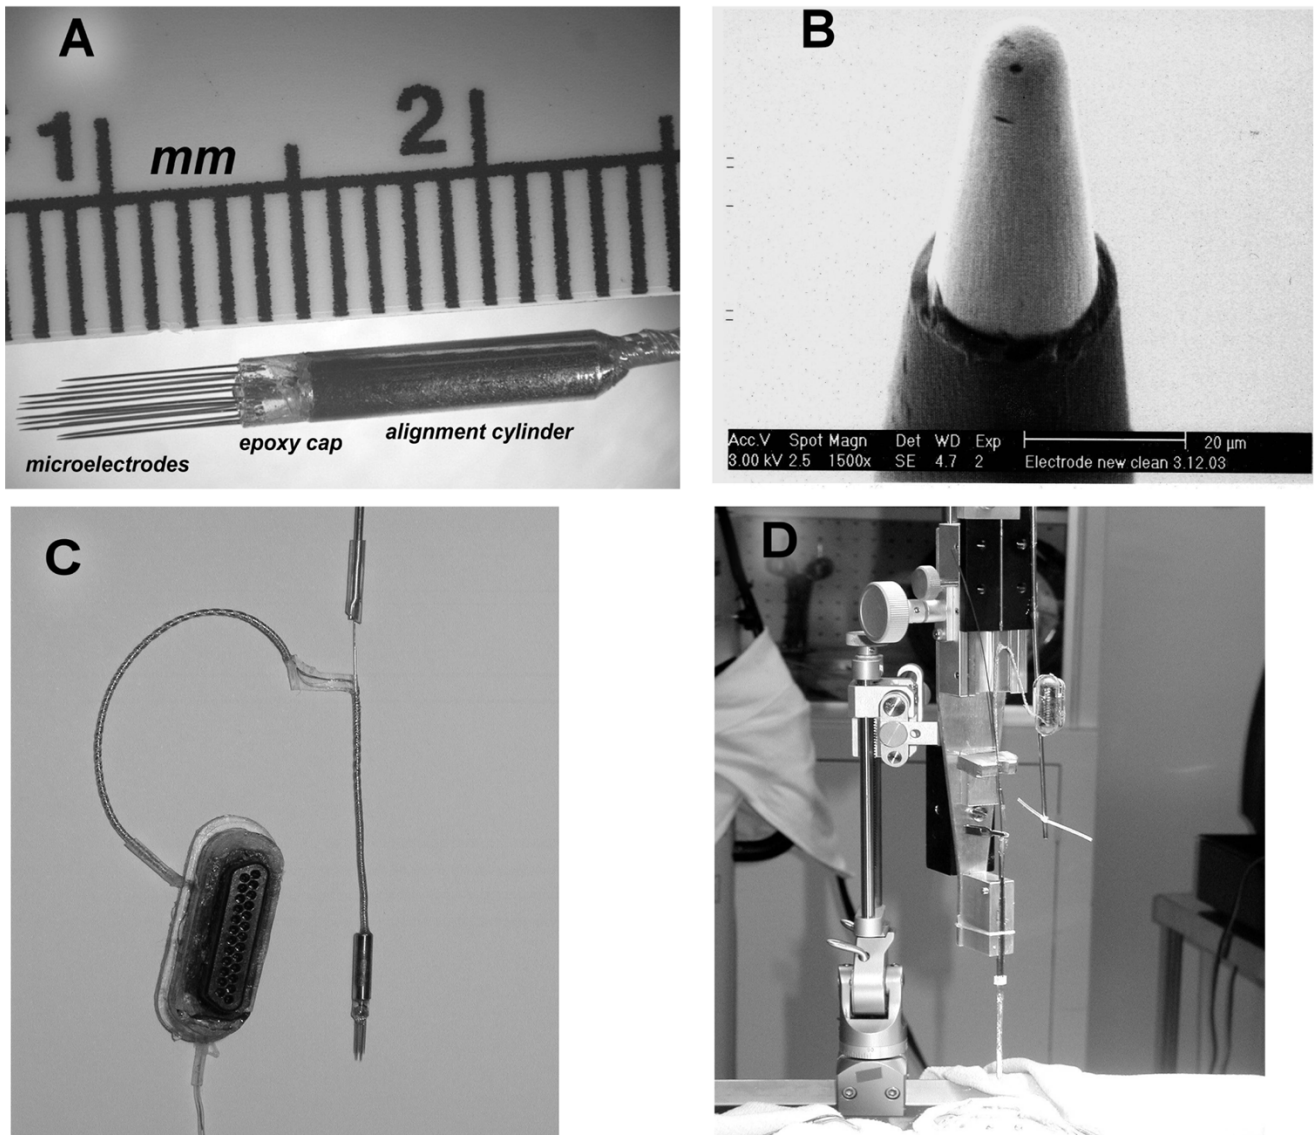 A
1
mm
2
microelectrodes
epoxy cap
alignment cylinder
B
Acc.V Spot Magn Det WD Exp 20 µm
3.00 kV 2.5 1500x SE 4.7 2 Electrode new clean 3.12.03
C
D